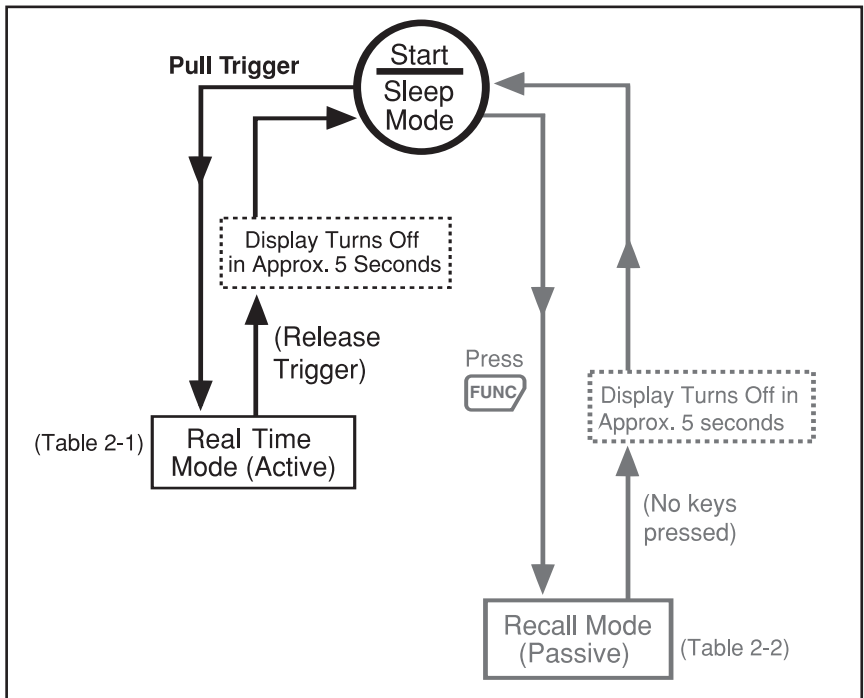 Start
Sleep
Mode
Pull Trigger
Display Turns Off
in Approx. 5 Seconds
(Release
Trigger)
(Table 2-1)
Real Time
Mode (Active)
Press
FUNC
Display Turns Off in
Approx. 5 seconds
(No keys
pressed)
Recall Mode
(Passive)
(Table 2-2)